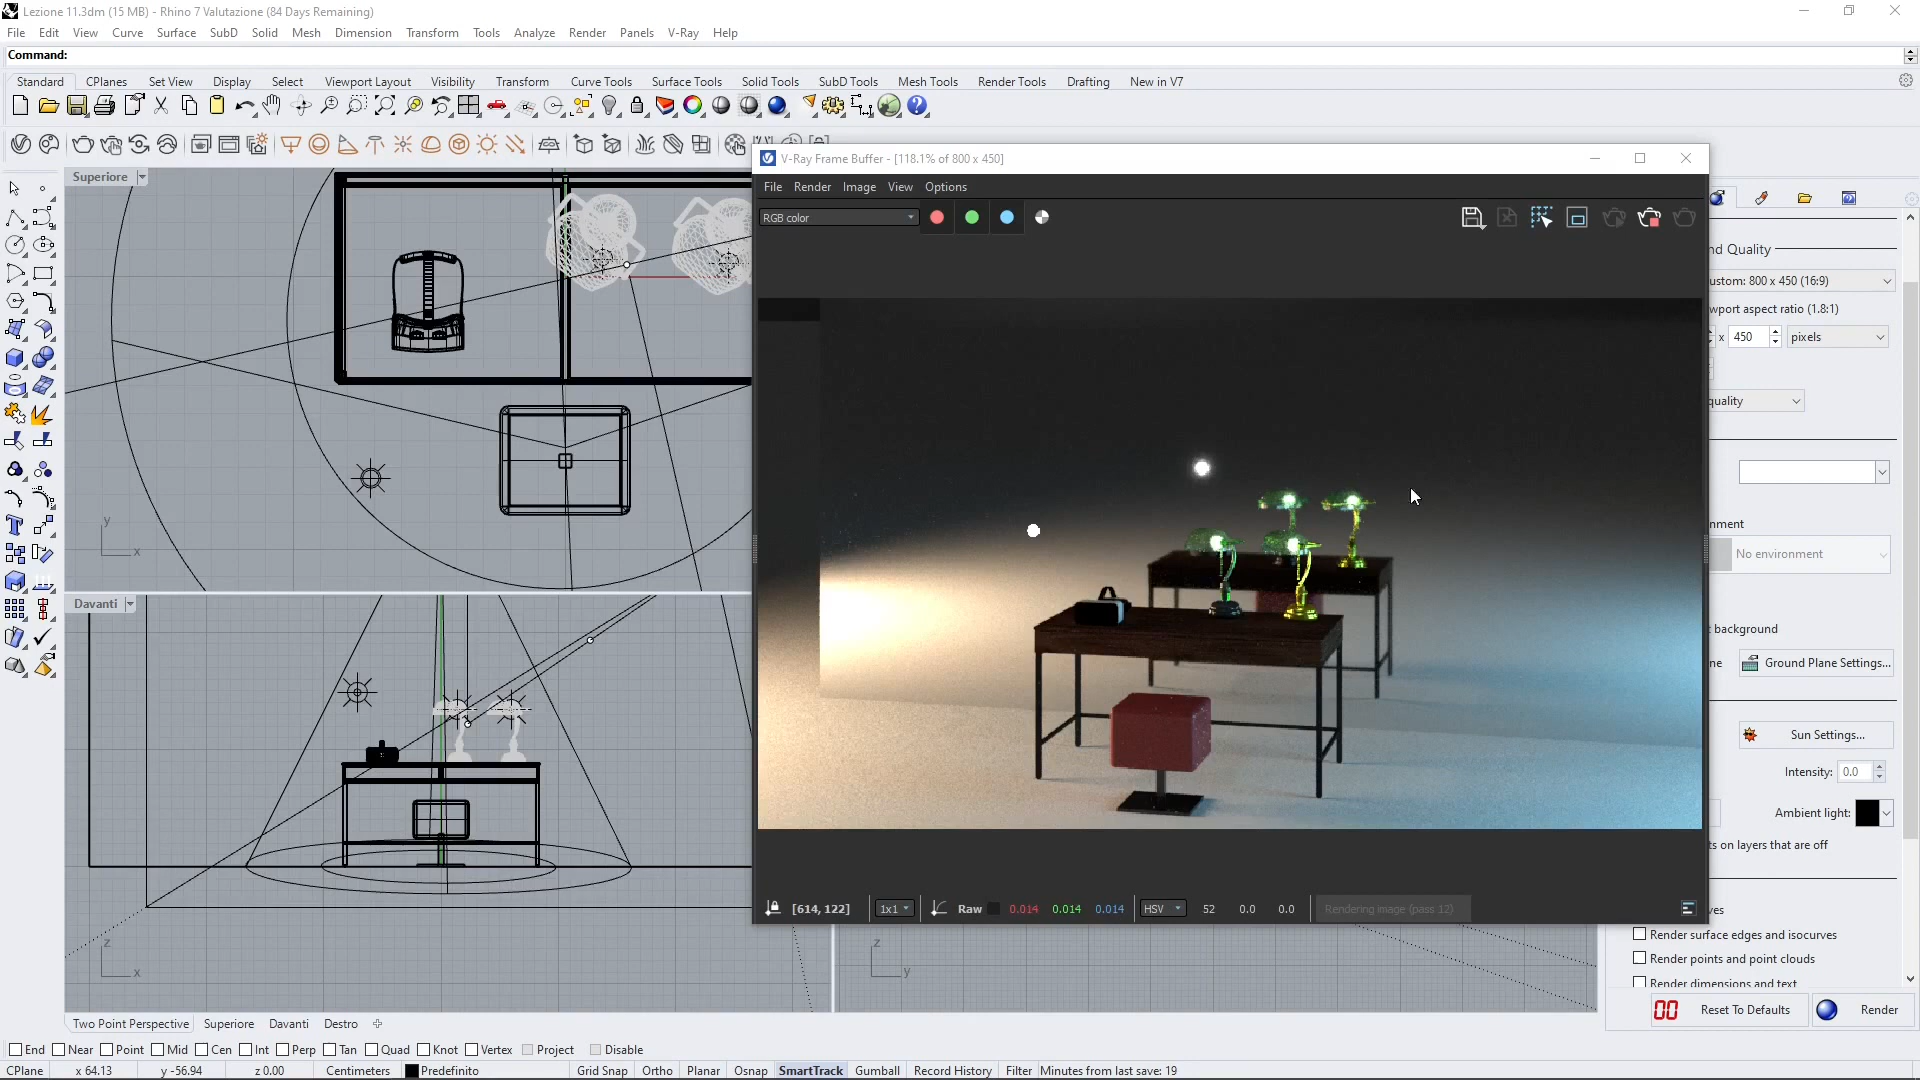 Lezione 11.3dm (15 MB) - Rhino 7 Valutazione (84 Days Remaining)
File Edit View Curve Surface SubD Solid Mesh Dimension Transform Tools Analyze Render Panels V-Ray Help
Command:
Standard CPlanes Set View Display Select Viewport Layout Visibility Transform Curve Tools Surface Tools Solid Tools SubD Tools Mesh Tools Render Tools Drafting New in V7
Superiore
V-Ray Frame Buffer - [118.1% of 800 x 450]
File Render Image View Options
RGB color
nd Quality
ustom: 800 x 450 (16:9)
wport aspect ratio (1.8:1)
x 450 pixels
quality
nment
No environment
t background
ne Ground Plane Settings...
Sun Settings...
Intensity: 0.0
Ambient light:
ts on layers that are off
ves
Render surface edges and isocurves
Render points and point clouds
Render dimensions and text
Reset To Defaults Render
y
x
Davanti
z
x
z
y
[614, 122] 1x1 Raw 0.014 0.014 0.014 HSV 52 0.0 0.0 Rendering image (pass 12)
Two Point Perspective Superiore Davanti Destro
End Near Point Mid Cen Int Perp Tan Quad Knot Vertex Project Disable
CPlane x 64.13 y -56.94 z 0.00 Centimeters Predefinito Grid Snap Ortho Planar Osnap SmartTrack Gumball Record History Filter Minutes from last save: 19